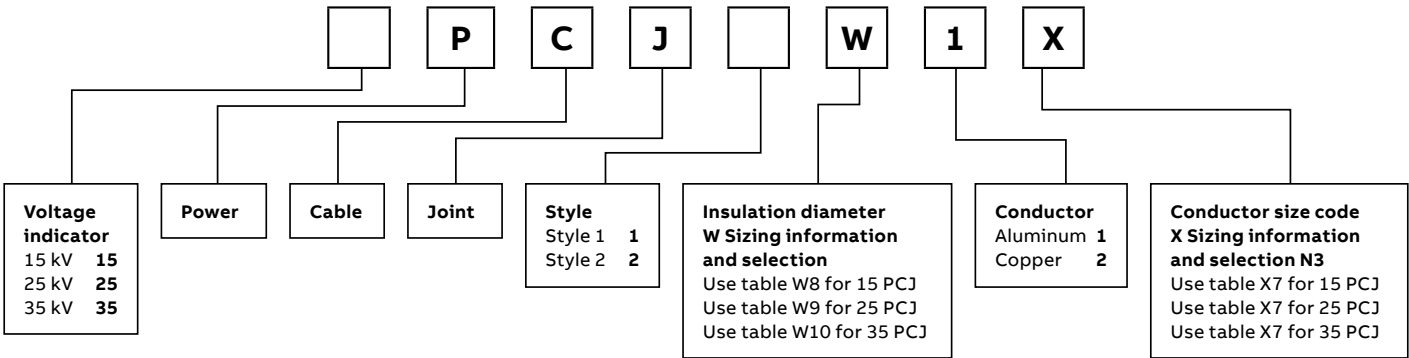 P C J W 1 X
Voltage
indicator
15 kV 15
25 kV 25
35 kV 35
Power
Cable
Joint
Style
Style 1 1
Style 2 2
Insulation diameter
W Sizing information
and selection
Use table W8 for 15 PCJ
Use table W9 for 25 PCJ
Use table W10 for 35 PCJ
Conductor
Aluminum 1
Copper 2
Conductor size code
X Sizing information
and selection N3
Use table X7 for 15 PCJ
Use table X7 for 25 PCJ
Use table X7 for 35 PCJ